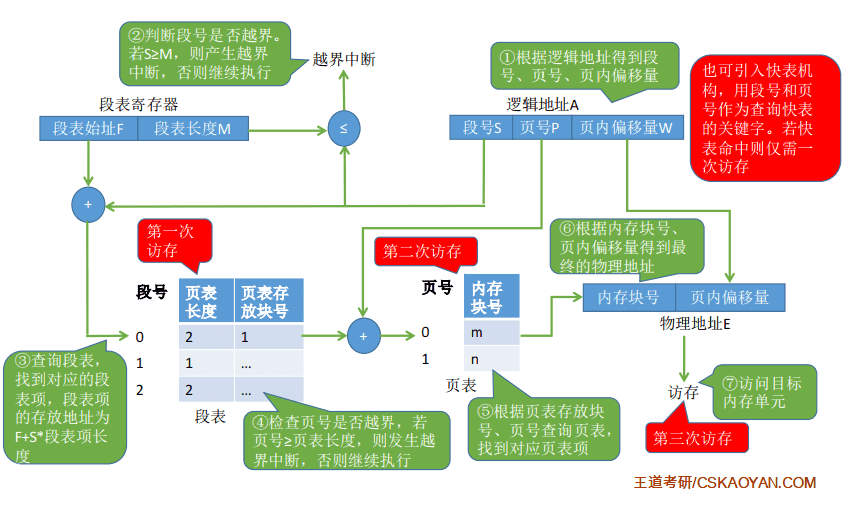 ②判断段号是否越界。
若S≥M，则产生越界
中断，否则继续执行
越界中断
①根据逻辑地址得到段
号、页号、页内偏移量
也可引入快表机
构，用段号和页
号作为查询快表
的关键字。若快
表命中则仅需一
次访存
段表寄存器
段表始址F 段表长度M
≤
逻辑地址A
段号S 页号P 页内偏移量W
+
第一次
访存
第二次访存
⑥根据内存块号、
页内偏移量得到最
终的物理地址
段号 页表
长度 页表存
放块号
0 2 1
1 1 ...
2 2 ...
段表
+
页号 内存
块号
0 m
1 n
页表
内存块号 页内偏移量
物理地址E
③查询段表，
找到对应的段
表项，段表项
的存放地址为
F+S*段表项长
度
④检查页号是否越界，若
页号≥页表长度，则发生越
界中断，否则继续执行
⑤根据页表存放块
号、页号查询页表，
找到对应页表项
访存
⑦访问目标
内存单元
第三次访存
王道考研/CSKAOYAN.COM